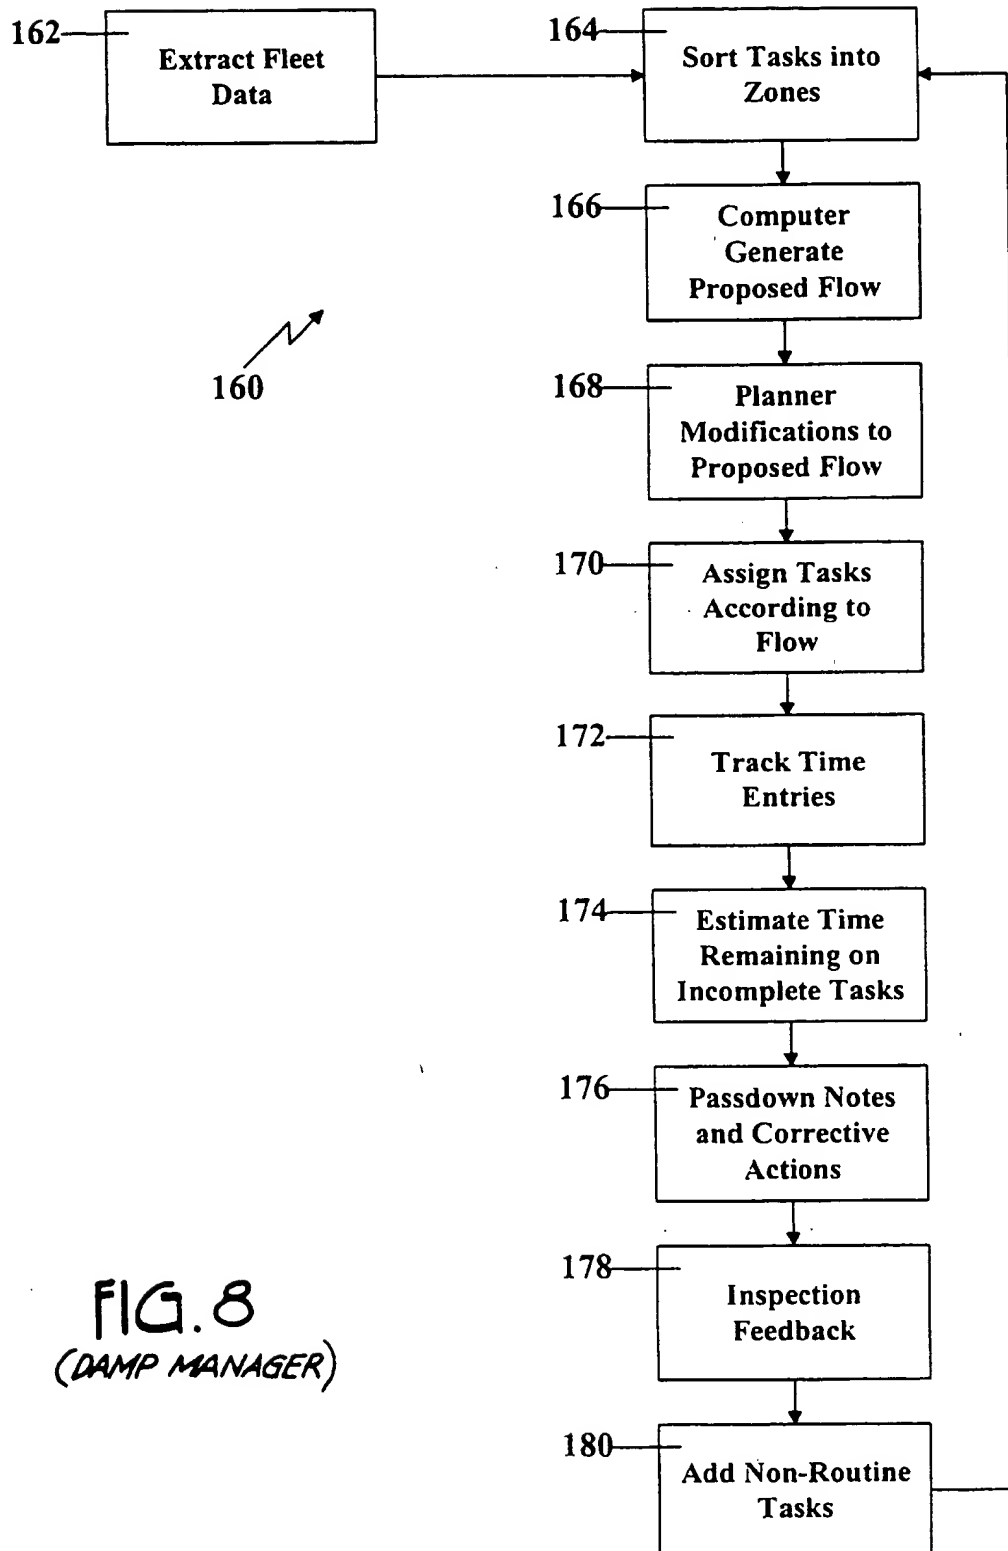 162
Extract Fleet
Data
164
Sort Tasks into
Zones
166
Computer
Generate
Proposed Flow
160
168
Planner
Modifications to
Proposed Flow
170
Assign Tasks
According to
Flow
172
Track Time
Entries
174
Estimate Time
Remaining on
Incomplete Tasks
176
Passdown Notes
and Corrective
Actions
178
Inspection
Feedback
180
Add Non-Routine
Tasks
FIG. 8
(DAMP MANAGER)